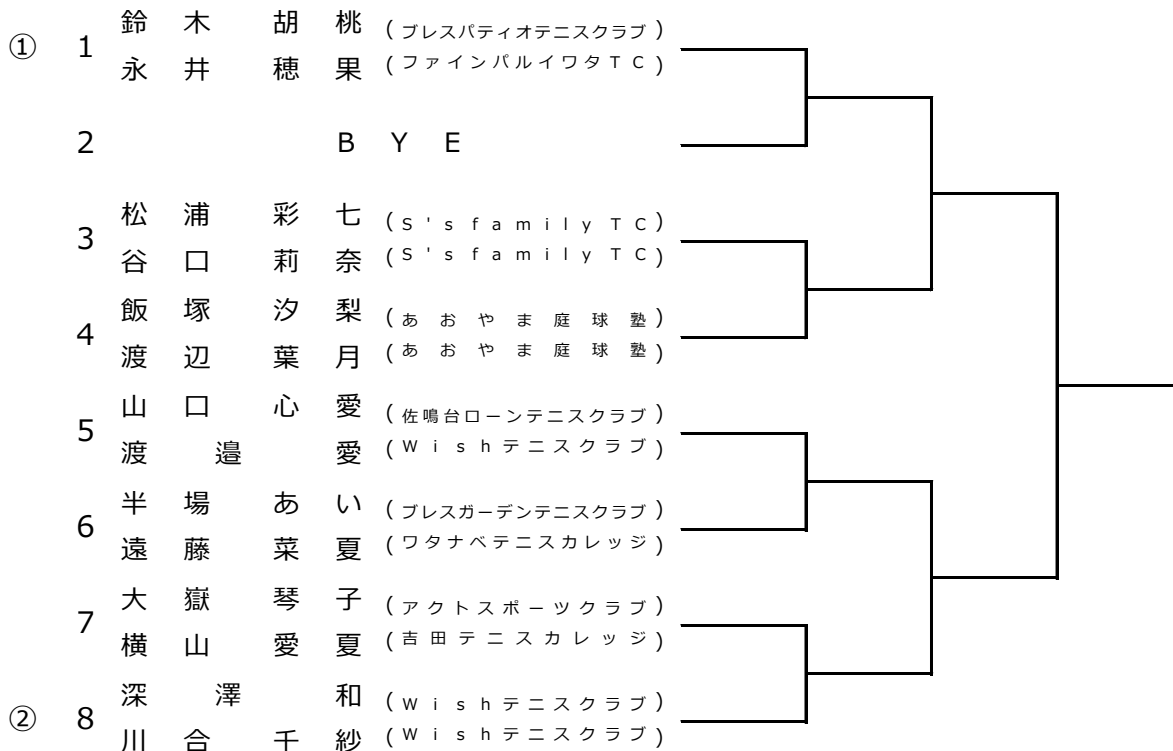 ① 1 鈴木 胡桃 (ブレスパティオテニスクラブ)
永井 穂果 (ファインパルイワタTC)
2 BYE
3 松浦 彩七 (S's family TC)
谷口 莉奈 (S's family TC)
4 飯塚 汐梨 (あおやま庭球塾)
渡辺 葉月 (あおやま庭球塾)
5 山口 心愛 (佐鳴台ローンテニスクラブ)
渡邉 愛 (Wishテニスクラブ)
6 半場 あい (ブレスガーデンテニスクラブ)
遠藤 菜夏 (ワタナベテニスカレッジ)
7 大嶽 琴子 (アクトスポーツクラブ)
横山 愛夏 (吉田テニスカレッジ)
② 8 深澤 和 (Wishテニスクラブ)
川合 千紗 (Wishテニスクラブ)